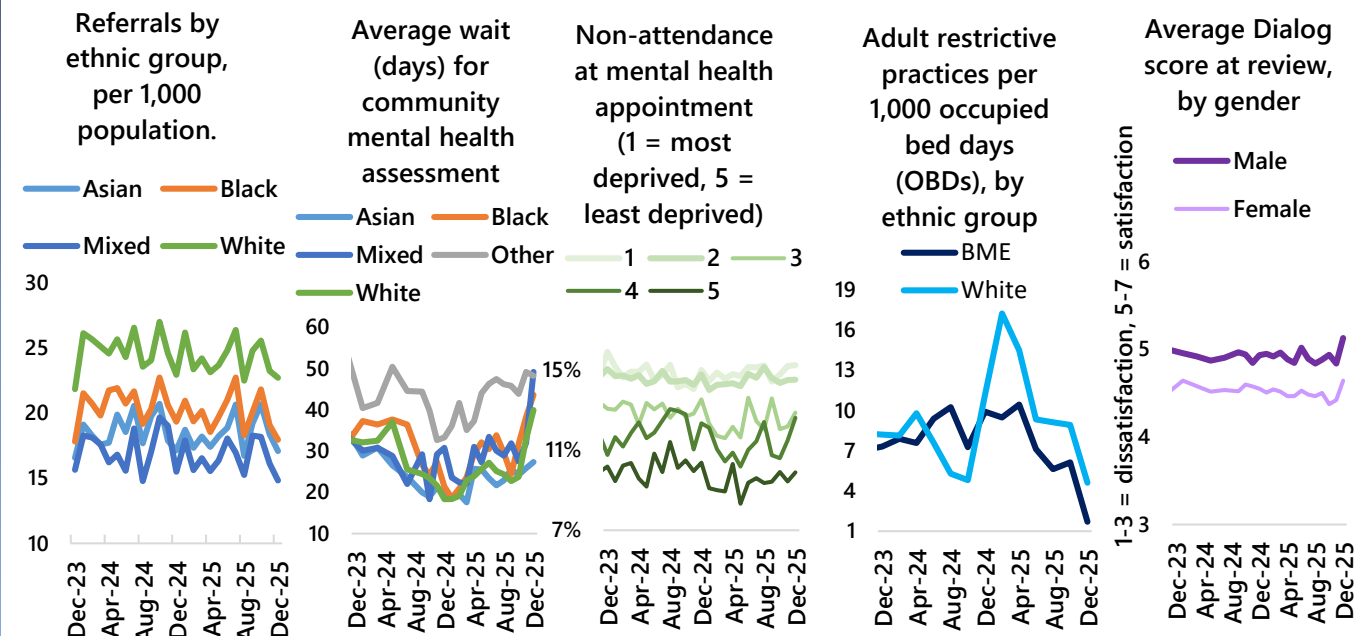 Referrals by
ethnic group,
per 1,000
population.
Asian Black
Mixed White
30
25
20
15
10
Dec-23 Apr-24 Aug-24 Dec-24 Apr-25 Aug-25 Dec-25
Average wait
(days) for
community
mental health
assessment
Asian Black
Mixed Other
White
60
50
40
30
20
10
Dec-23 Apr-24 Aug-24 Dec-24 Apr-25 Aug-25 Dec-25
Non-attendance
at mental health
appointment
(1 = most
deprived, 5 =
least deprived)
1 2 3
4 5
15%
11%
7%
Dec-23 Apr-24 Aug-24 Dec-24 Apr-25 Aug-25 Dec-25
Adult restrictive
practices per
1,000 occupied
bed days
(OBDs), by
ethnic group
BME
White
19
16
13
10
7
4
1
Dec-23 Apr-24 Aug-24 Dec-24 Apr-25 Aug-25 Dec-25
Average Dialog
score at review,
by gender
Male
Female
1-3 = dissatisfaction, 5-7 = satisfaction
6
5
4
3
Dec-23 Apr-24 Aug-24 Dec-24 Apr-25 Aug-25 Dec-25